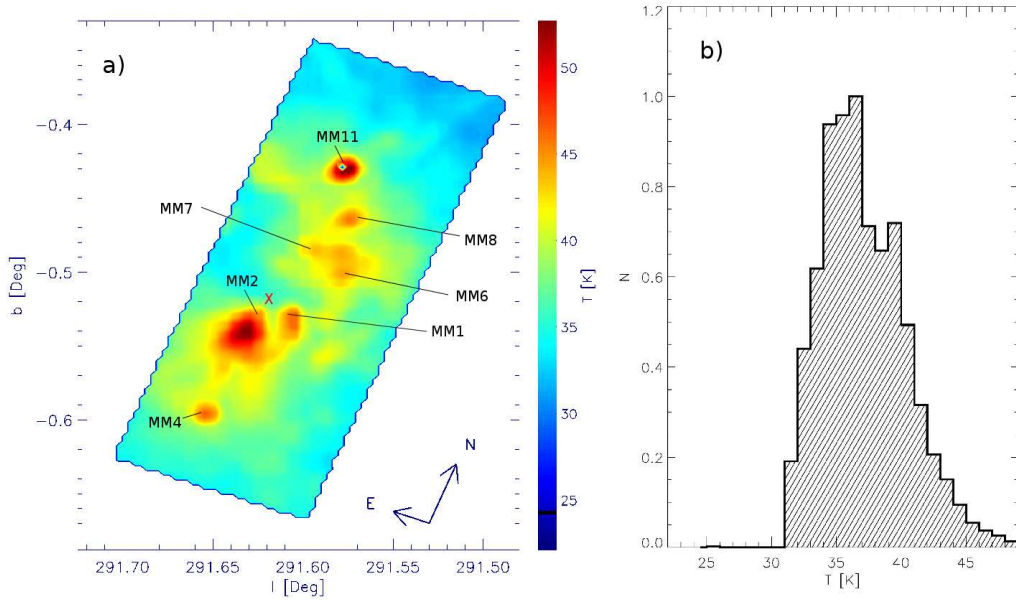 a)
MM11
MM7
MM8
MM2
X
MM6
MM1
MM4
N
E
−0.4
−0.5
−0.6
b [Deg]
291.70
291.65
291.60
291.55
291.50
l [Deg]
50
45
40
35
30
25
T [K]
b)
1.2
1.0
0.8
0.6
0.4
0.2
0.0
N
25
30
35
40
45
T [K]